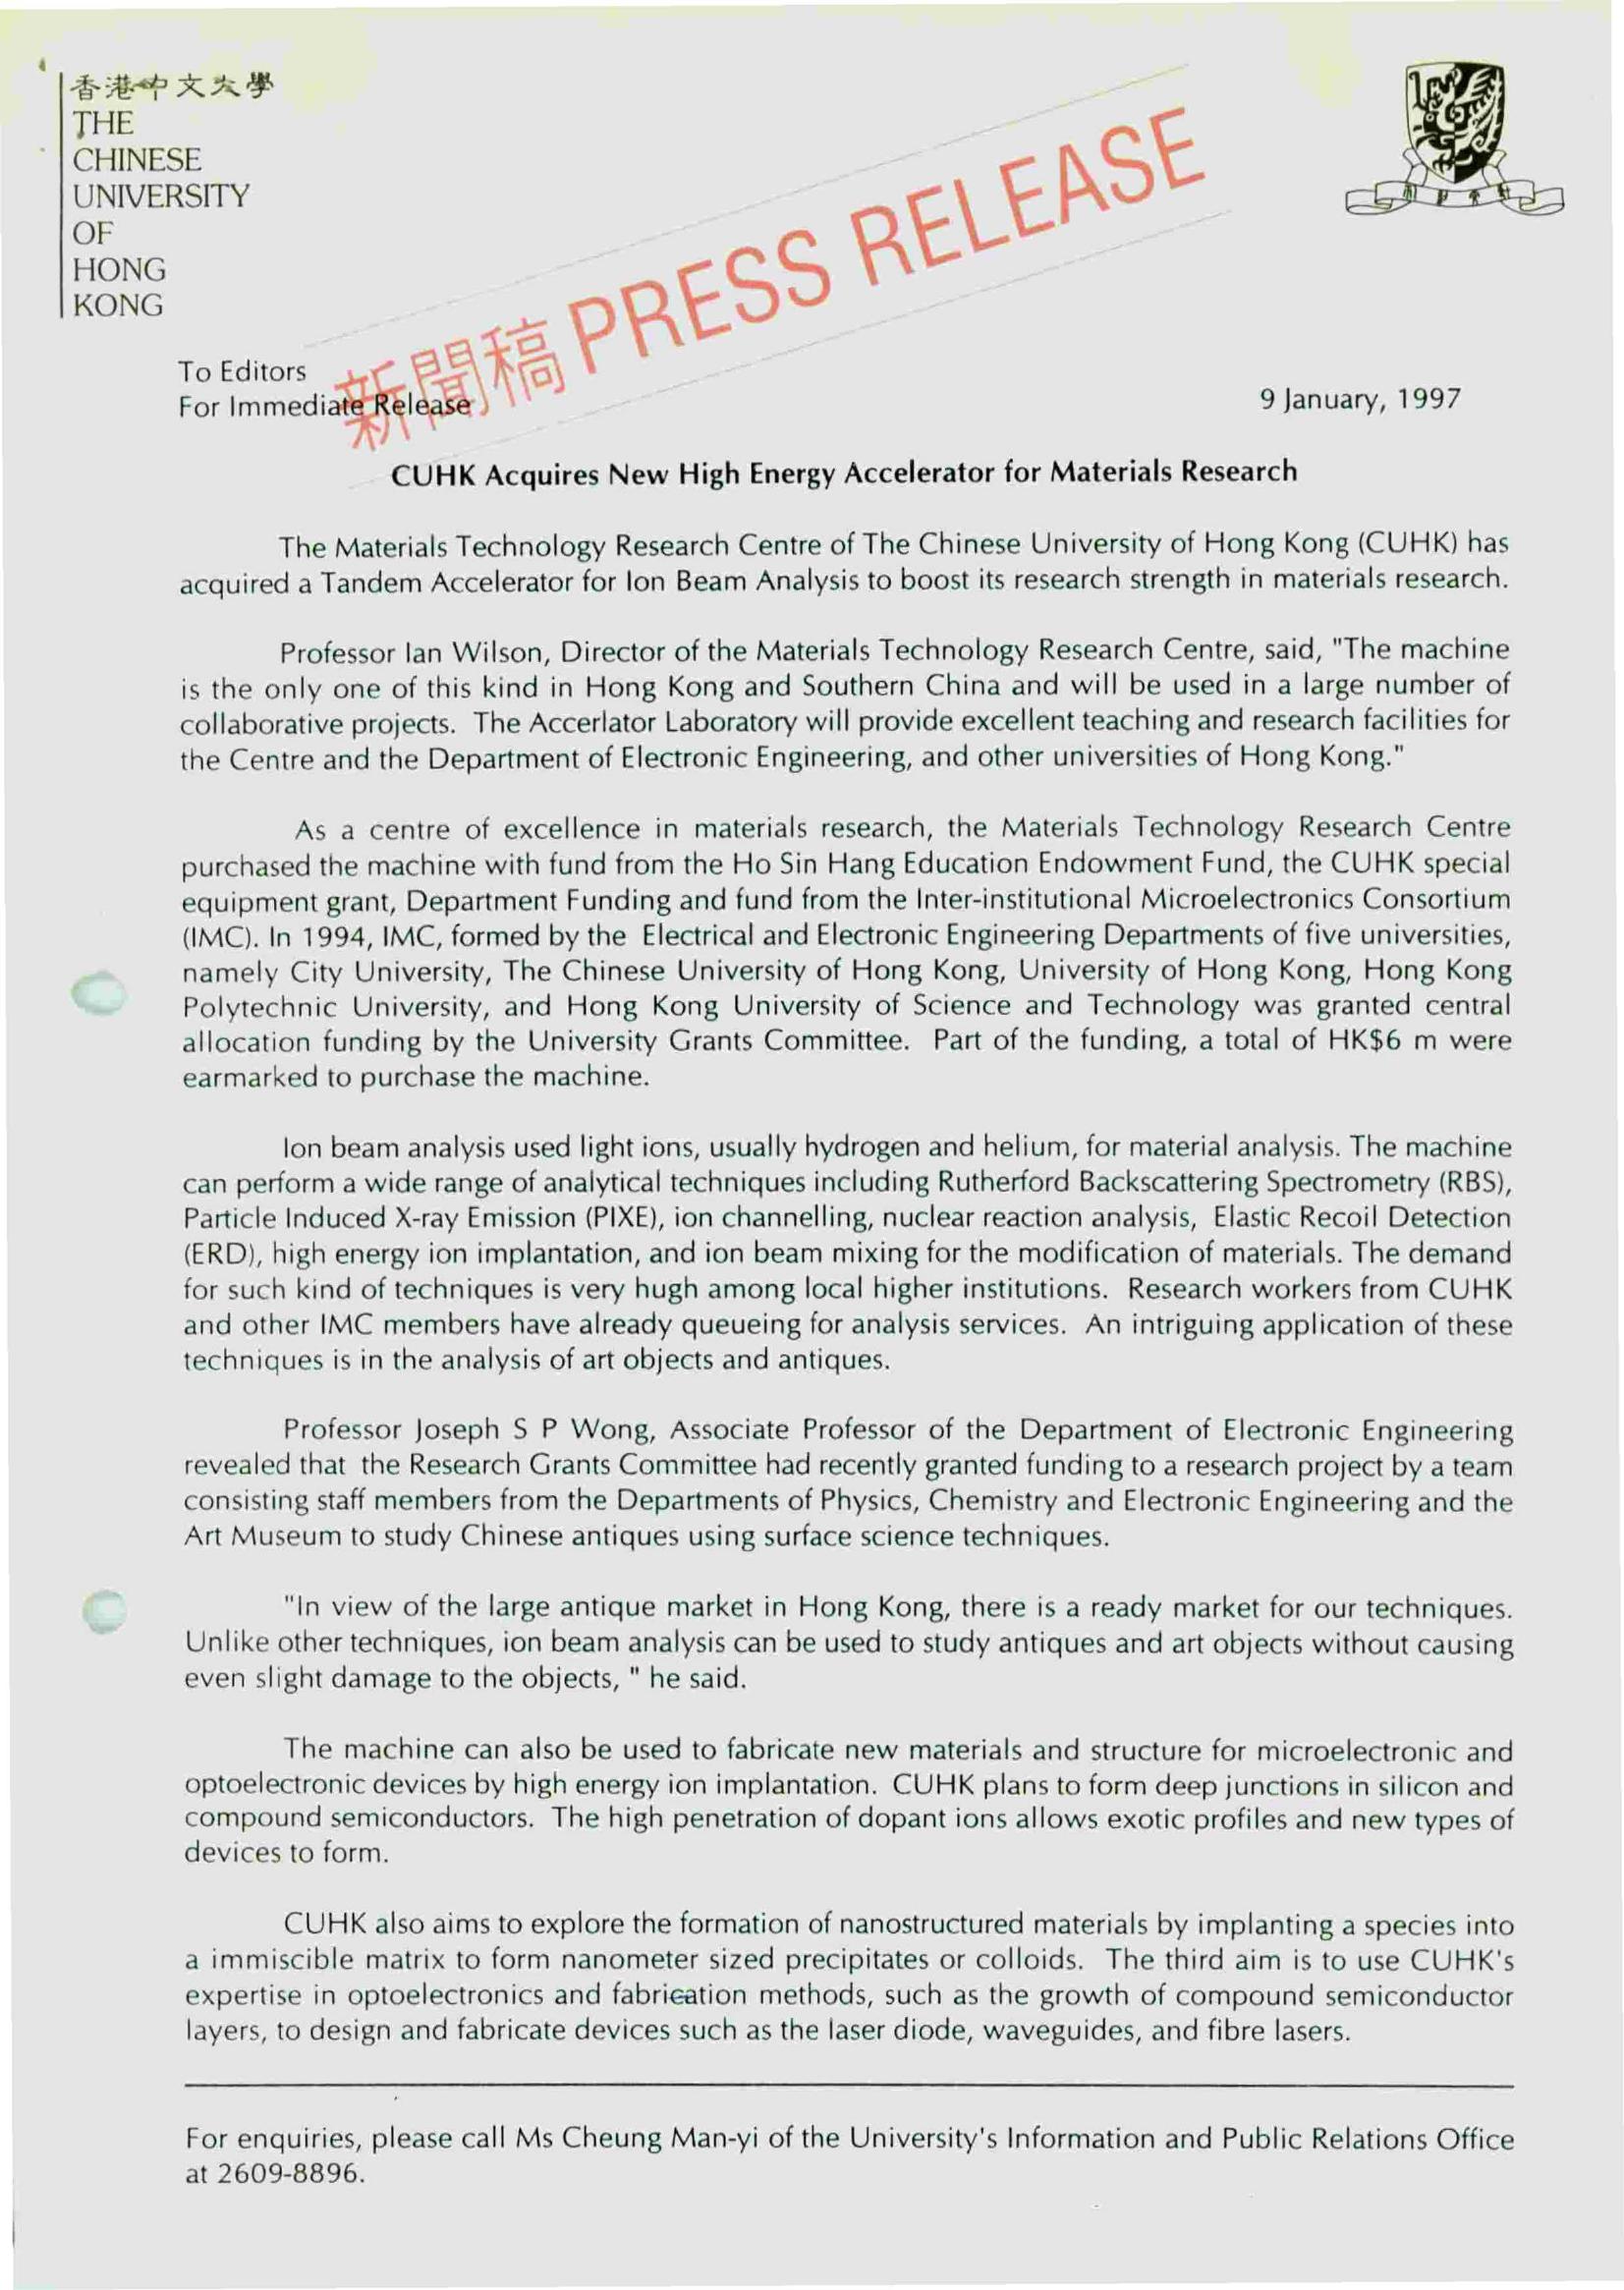 香港中文大學
THE
CHINESE
UNIVERSITY
OF
HONG
KONG
新聞稿 PRESS RELEASE
To Editors
For Immediate Release
9 January, 1997
CUHK Acquires New High Energy Accelerator for Materials Research
The Materials Technology Research Centre of The Chinese University of Hong Kong (CUHK) has
acquired a Tandem Accelerator for Ion Beam Analysis to boost its research strength in materials research.
Professor Ian Wilson, Director of the Materials Technology Research Centre, said, "The machine
is the only one of this kind in Hong Kong and Southern China and will be used in a large number of
collaborative projects. The Accerlator Laboratory will provide excellent teaching and research facilities for
the Centre and the Department of Electronic Engineering, and other universities of Hong Kong."
As a centre of excellence in materials research, the Materials Technology Research Centre
purchased the machine with fund from the Ho Sin Hang Education Endowment Fund, the CUHK special
equipment grant, Department Funding and fund from the Inter-institutional Microelectronics Consortium
(IMC). In 1994, IMC, formed by the Electrical and Electronic Engineering Departments of five universities,
namely City University, The Chinese University of Hong Kong, University of Hong Kong, Hong Kong
Polytechnic University, and Hong Kong University of Science and Technology was granted central
allocation funding by the University Grants Committee. Part of the funding, a total of HK$6 m were
earmarked to purchase the machine.
Ion beam analysis used light ions, usually hydrogen and helium, for material analysis. The machine
can perform a wide range of analytical techniques including Rutherford Backscattering Spectrometry (RBS),
Particle Induced X-ray Emission (PIXE), ion channelling, nuclear reaction analysis, Elastic Recoil Detection
(ERD), high energy ion implantation, and ion beam mixing for the modification of materials. The demand
for such kind of techniques is very hugh among local higher institutions. Research workers from CUHK
and other IMC members have already queueing for analysis services. An intriguing application of these
techniques is in the analysis of art objects and antiques.
Professor Joseph S P Wong, Associate Professor of the Department of Electronic Engineering
revealed that the Research Grants Committee had recently granted funding to a research project by a team
consisting staff members from the Departments of Physics, Chemistry and Electronic Engineering and the
Art Museum to study Chinese antiques using surface science techniques.
"In view of the large antique market in Hong Kong, there is a ready market for our techniques.
Unlike other techniques, ion beam analysis can be used to study antiques and art objects without causing
even slight damage to the objects, " he said.
The machine can also be used to fabricate new materials and structure for microelectronic and
optoelectronic devices by high energy ion implantation. CUHK plans to form deep junctions in silicon and
compound semiconductors. The high penetration of dopant ions allows exotic profiles and new types of
devices to form.
CUHK also aims to explore the formation of nanostructured materials by implanting a species into
a immiscible matrix to form nanometer sized precipitates or colloids. The third aim is to use CUHK's
expertise in optoelectronics and fabrication methods, such as the growth of compound semiconductor
layers, to design and fabricate devices such as the laser diode, waveguides, and fibre lasers.
For enquiries, please call Ms Cheung Man-yi of the University's Information and Public Relations Office
at 2609-8896.